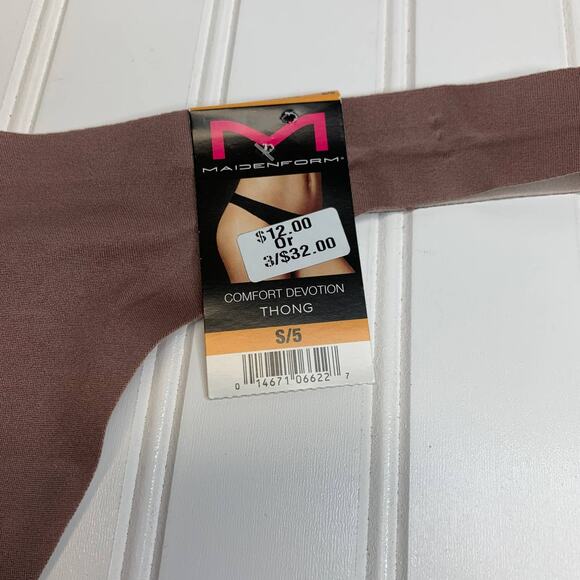 M
MAIDENFORM®
$12.00
Or
3/$32.00
COMFORT DEVOTION
THONG
S/5
0 14671 06622 7